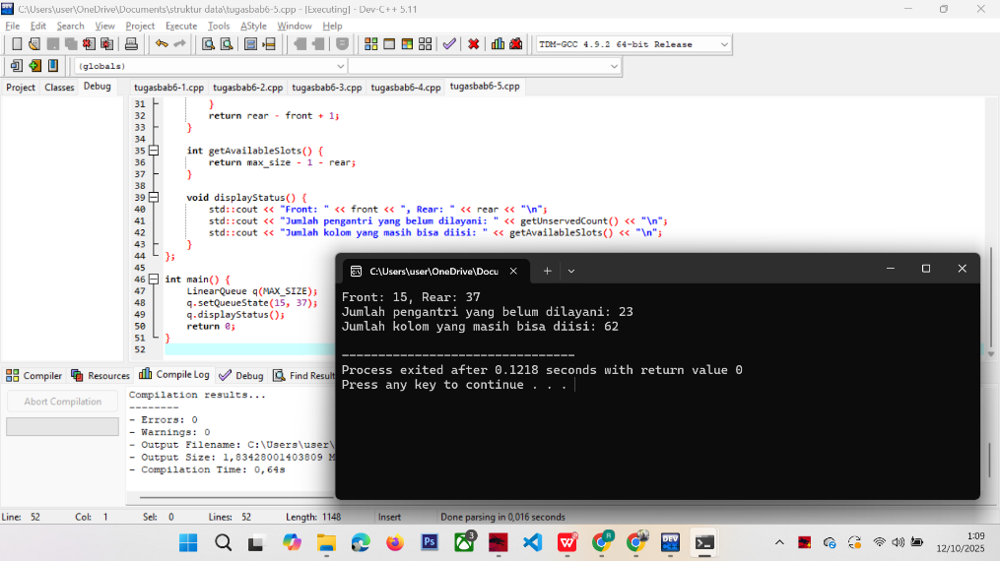 C:\Users\user\OneDrive\Documents\struktur data\tugasbab6-5.cpp - [Executing] - Dev-C++ 5.11
File Edit Search View Project Execute Tools AStyle Window Help
TDM-GCC 4.9.2 64-bit Release
(globals)
Project Classes Debug
tugasbab6-1.cpp tugasbab6-2.cpp tugasbab6-3.cpp tugasbab6-4.cpp tugasbab6-5.cpp
31 }
32 return rear - front + 1;
33 }
34
35 int getAvailableSlots() {
36 return max_size - 1 - rear;
37 }
38
39 void displayStatus() {
40 std::cout << "Front: " << front << ", Rear: " << rear << "\n";
41 std::cout << "Jumlah pengantri yang belum dilayani: " << getUnservedCount() << "\n";
42 std::cout << "Jumlah kolom yang masih bisa diisi: " << getAvailableSlots() << "\n";
43 }
44 };
45
46 int main() {
47 LinearQueue q(MAX_SIZE);
48 q.setQueueState(15, 37);
49 q.displayStatus();
50 return 0;
51 }
52
C:\Users\user\OneDrive\Docu
Front: 15, Rear: 37
Jumlah pengantri yang belum dilayani: 23
Jumlah kolom yang masih bisa diisi: 62
--------------------------------
Process exited after 0.1218 seconds with return value 0
Press any key to continue . . .
Compiler Resources Compile Log Debug Find Result
Abort Compilation
Compilation results...
--------
- Errors: 0
- Warnings: 0
- Output Filename: C:\Users\user\
- Output Size: 1,83428001403809 M
- Compilation Time: 0,64s
Line: 52 Col: 1 Sel: 0 Lines: 52 Length: 1148 Insert Done parsing in 0,016 seconds
Ps
3
R
DEV
1:09
12/10/2025